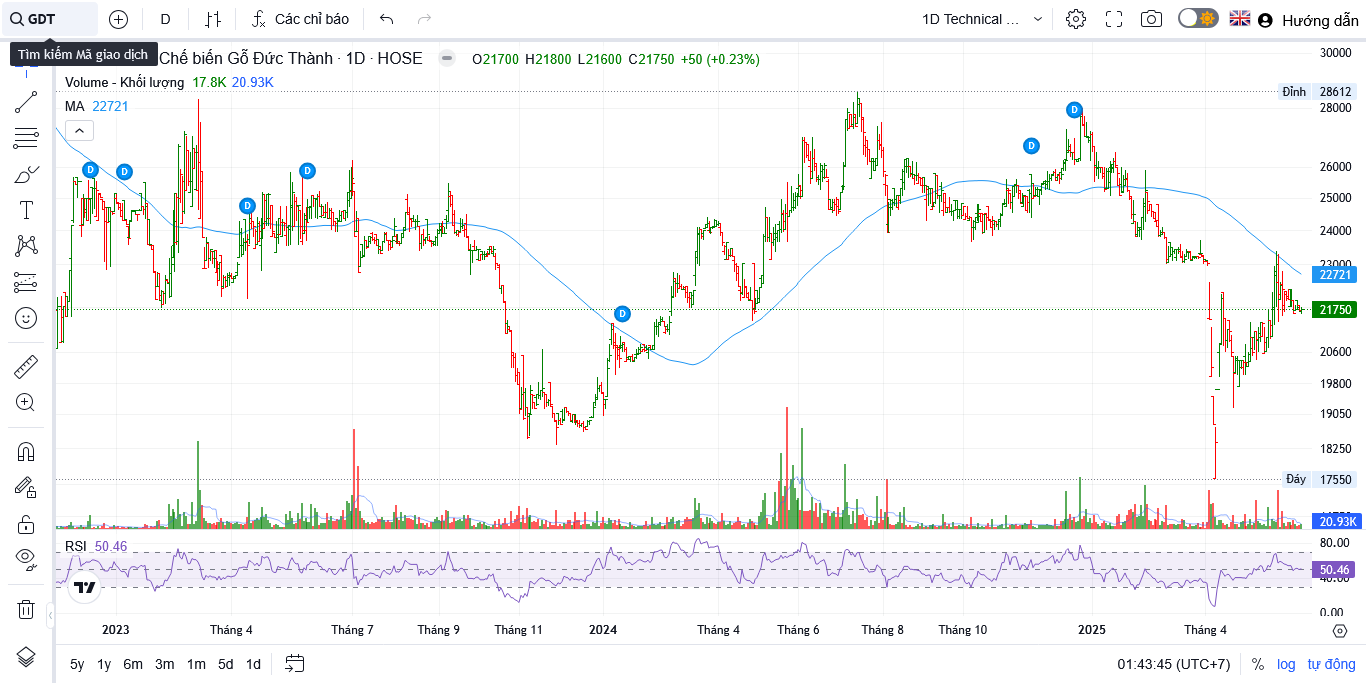 GDT
D
Các chỉ báo
1D Technical ...
Hướng dẫn
Tìm kiếm Mã giao dịch
Chế biến Gỗ Đức Thành · 1D · HOSE
O21700 H21800 L21600 C21750 +50 (+0.23%)
Volume - Khối lượng 17.8K 20.93K
MA 22721
30000
Đỉnh 28612
28000
D
D
D
D
D
D
D
26000
25000
24000
23000
22721
21750
20600
19800
19050
18250
Đáy 17550
20.93K
RSI 50.46
80.00
50.46
40.00
0.00
2023
Tháng 4
Tháng 7
Tháng 9
Tháng 11
2024
Tháng 4
Tháng 6
Tháng 8
Tháng 10
2025
Tháng 4
5y 1y 6m 3m 1m 5d 1d
01:43:45 (UTC+7)
% log tự động